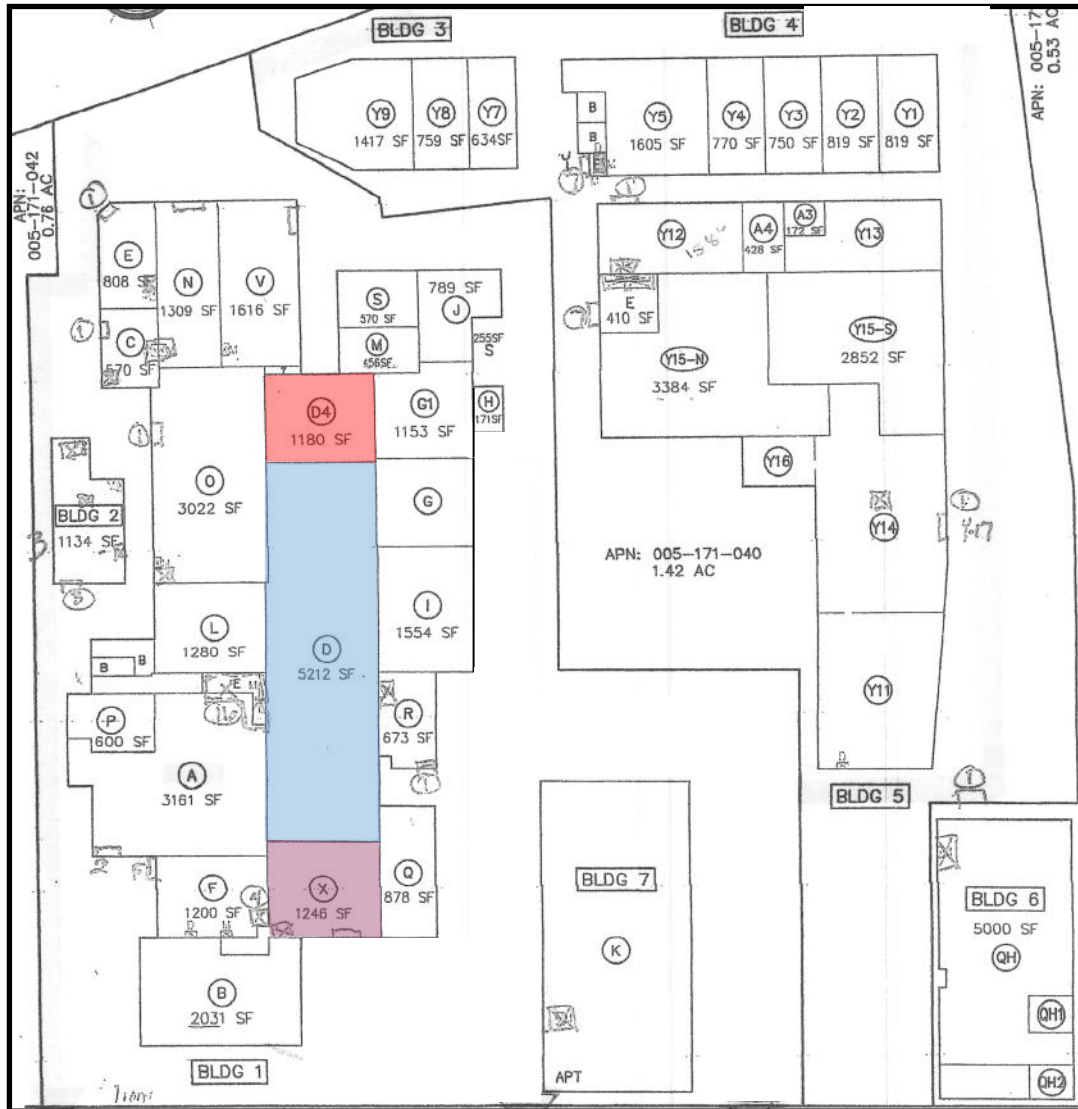 BLDG 3
BLDG 4
APN: 005-17
0.53 AC
Y9
1417 SF
Y8
759 SF
Y7
634SF
B
B
Y5
1605 SF
Y4
770 SF
Y3
750 SF
Y2
819 SF
Y1
819 SF
APN:
005-171-042
0.76 AC
E
808 SF
N
1309 SF
V
1616 SF
C
570 SF
S
570 SF
M
456SF
789 SF
J
255SF
S
Y12
A4
428 SF
A3
172 SF
Y13
E
410 SF
Y15-N
3384 SF
Y15-S
2852 SF
D4
1180 SF
G1
1153 SF
H
171SF
O
3022 SF
G
Y16
Y14
Y-17
BLDG 2
1134 SF
3
3
APN: 005-171-040
1.42 AC
I
1554 SF
L
1280 SF
D
5212 SF
B
B
E
P
600 SF
R
673 SF
Y11
A
3161 SF
BLDG 5
2
F
1200 SF
4
X
1246 SF
Q
878 SF
BLDG 7
K
BLDG 6
5000 SF
QH
B
2031 SF
QH1
BLDG 1
APT
QH2